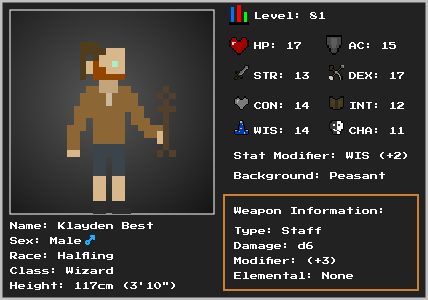 Level: 81
HP: 17 AC: 15
STR: 13 DEX: 17
CON: 14 INT: 12
WIS: 14 CHA: 11
Stat Modifier: WIS (+2)
Background: Peasant
Weapon Information:
Type: Staff
Damage: d6
Modifier: (+3)
Elemental: None
Name: Klayden Best
Sex: Male ♂
Race: Halfling
Class: Wizard
Height: 117cm (3'10")